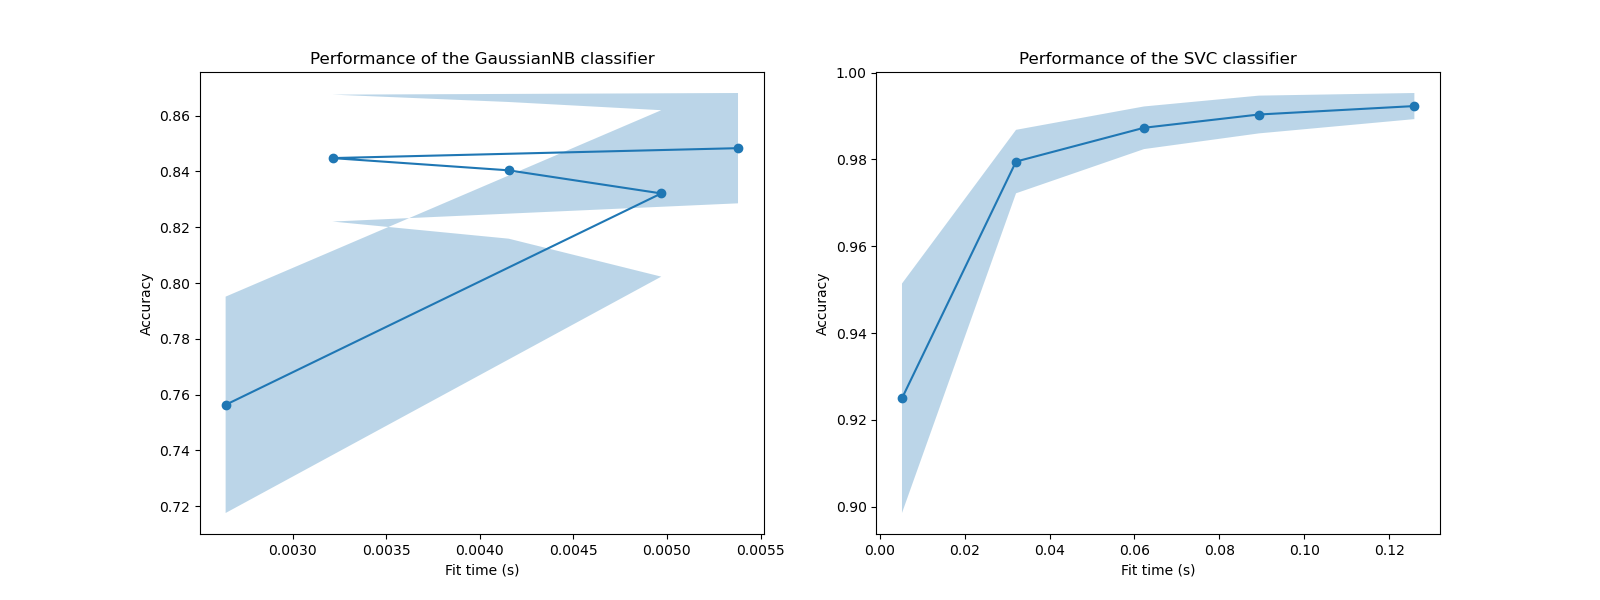 Performance of the GaussianNB classifier
Accuracy
0.86
0.84
0.82
0.80
0.78
0.76
0.74
0.72
0.0030 0.0035 0.0040 0.0045 0.0050 0.0055
Fit time (s)
Performance of the SVC classifier
Accuracy
1.00
0.98
0.96
0.94
0.92
0.90
0.00 0.02 0.04 0.06 0.08 0.10 0.12
Fit time (s)